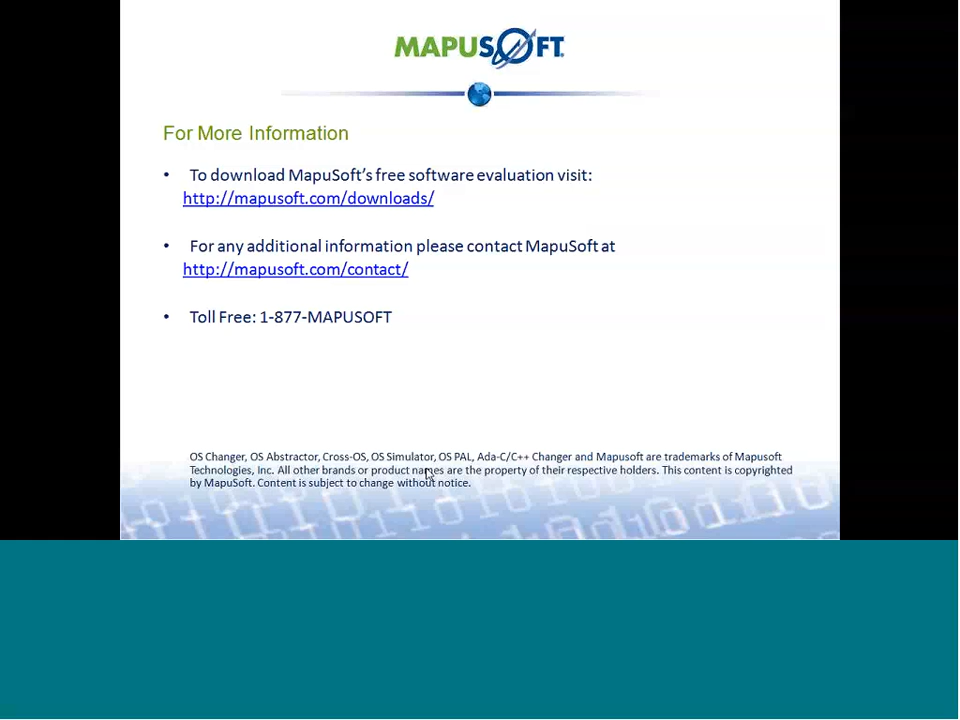 MAPUSOFT
For More Information
• To download MapuSoft's free software evaluation visit:
http://mapusoft.com/downloads/
• For any additional information please contact MapuSoft at
http://mapusoft.com/contact/
• Toll Free: 1-877-MAPUSOFT
OS Changer, OS Abstractor, Cross-OS, OS Simulator, OS PAL, Ada-C/C++ Changer and Mapusoft are trademarks of Mapusoft
Technologies, Inc. All other brands or product names are the property of their respective holders. This content is copyrighted
by MapuSoft. Content is subject to change without notice.